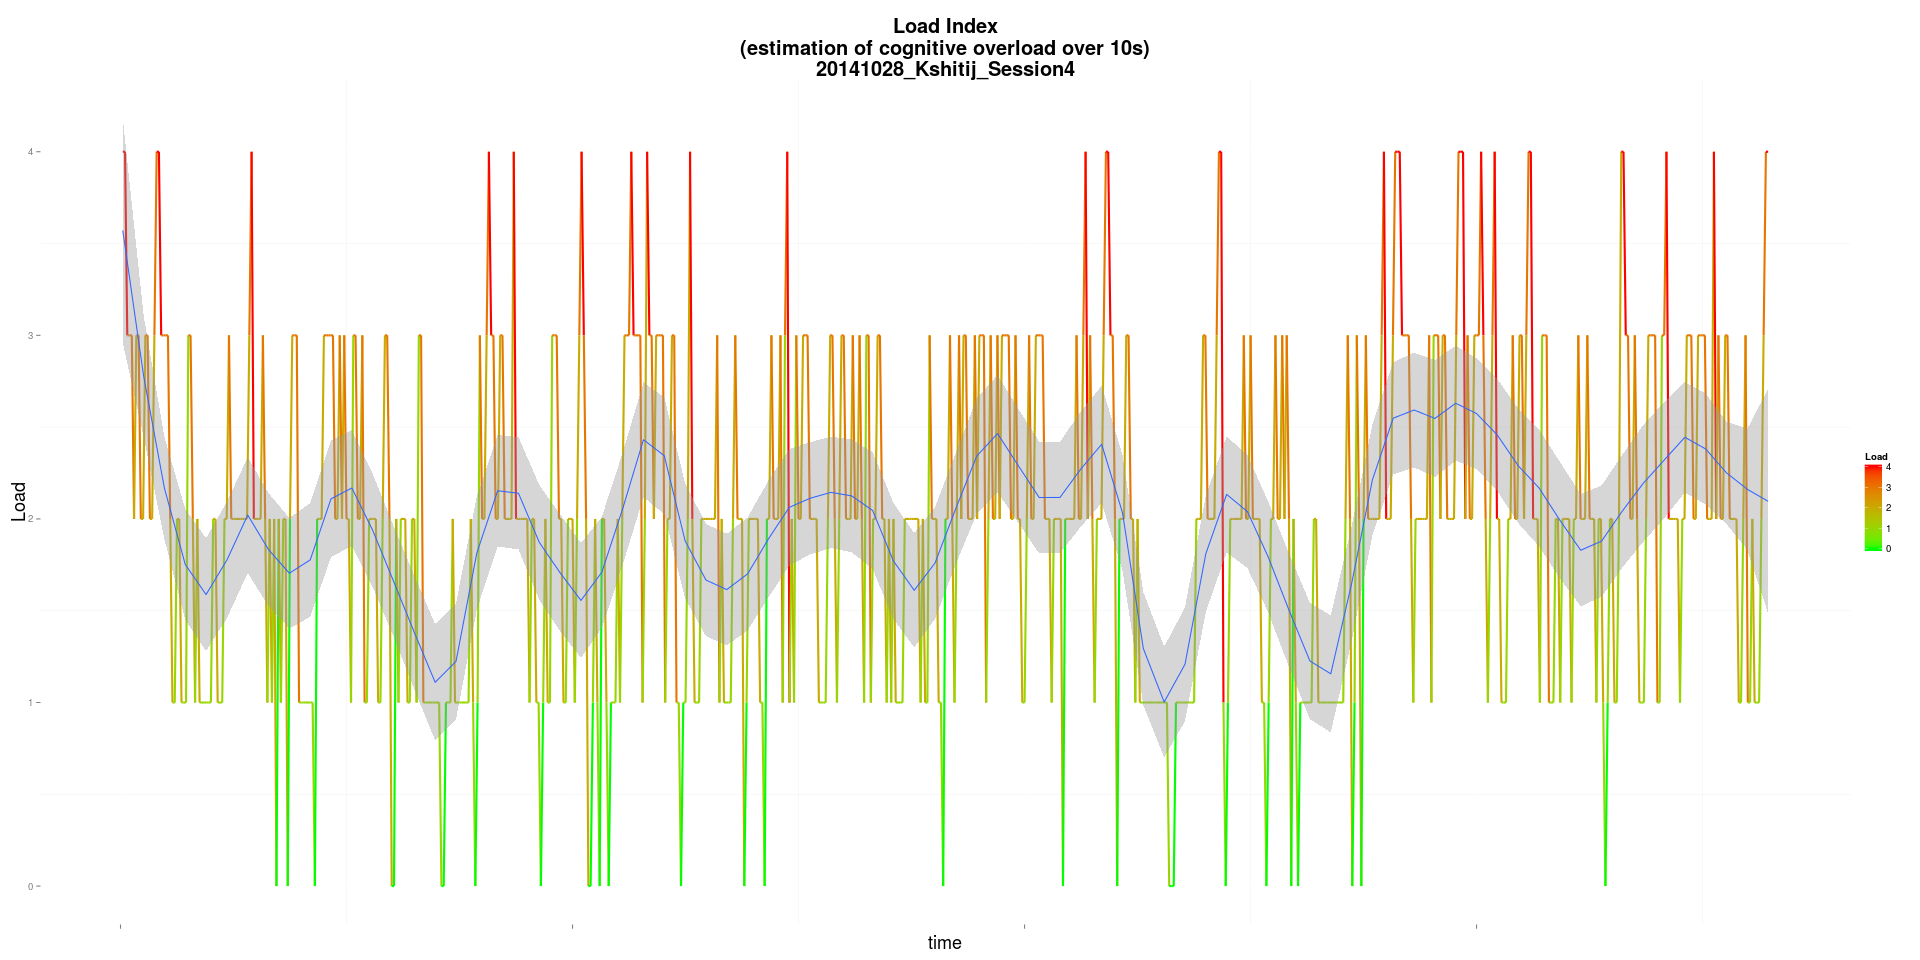 Load Index
(estimation of cognitive overload over 10s)
20141028_Kshitij_Session4
Load
4
3
2
1
0
time
Load
4
3
2
1
0